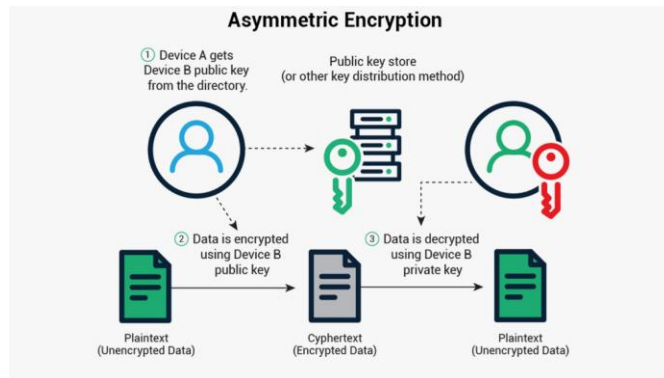 Asymmetric Encryption
1 Device A gets
Device B public key
from the directory.
Public key store
(or other key distribution method)
2 Data is encrypted
using Device B
public key
3 Data is decrypted
using Device B
private key
Plaintext
(Unencrypted Data)
Cyphertext
(Encrypted Data)
Plaintext
(Unencrypted Data)